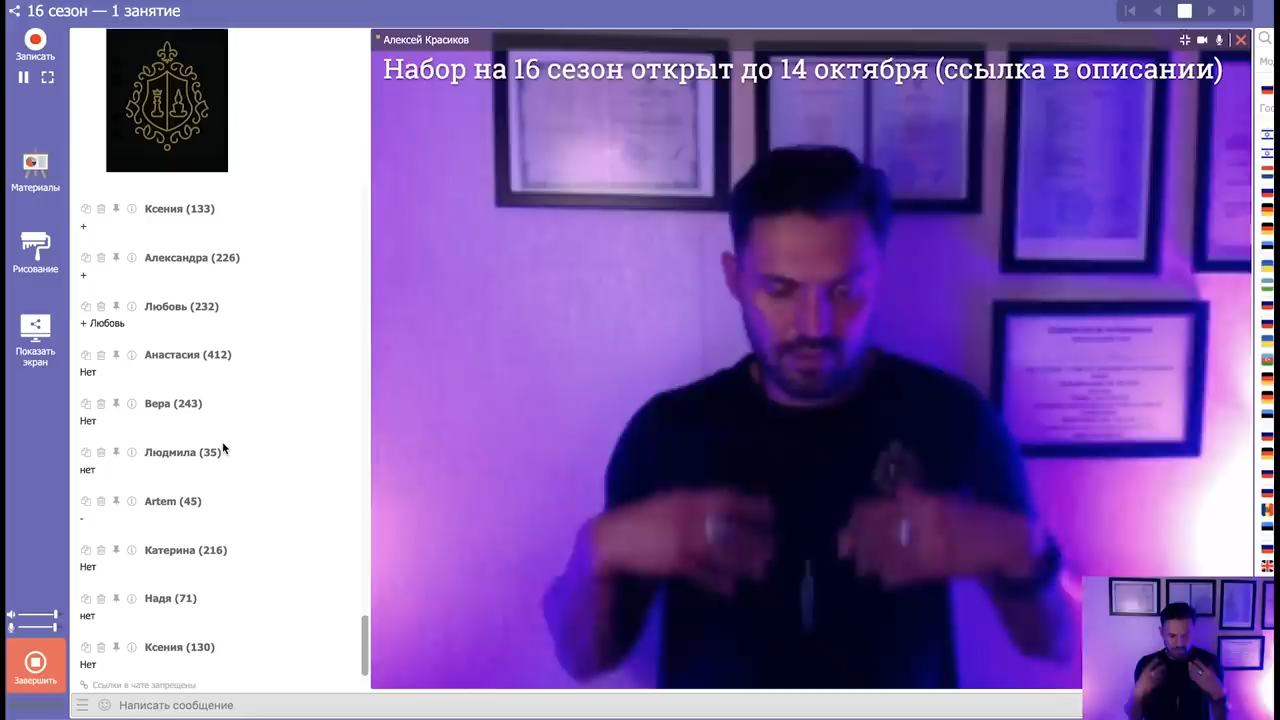 16 сезон — 1 занятие
Записать
Материалы
Рисование
Показать
экран
Завершить
Ксения (133)
+
Александра (226)
+
Любовь (232)
+ Любовь
Анастасия (412)
Нет
Вера (243)
Нет
Людмила (35)
нет
Artem (45)
-
Катерина (216)
Нет
Надя (71)
нет
Ксения (130)
Нет
Ссылки в чате запрещены
Написать сообщение
Алексей Красиков
Набор на 16 сезон открыт до 14 октября (ссылка в описании)